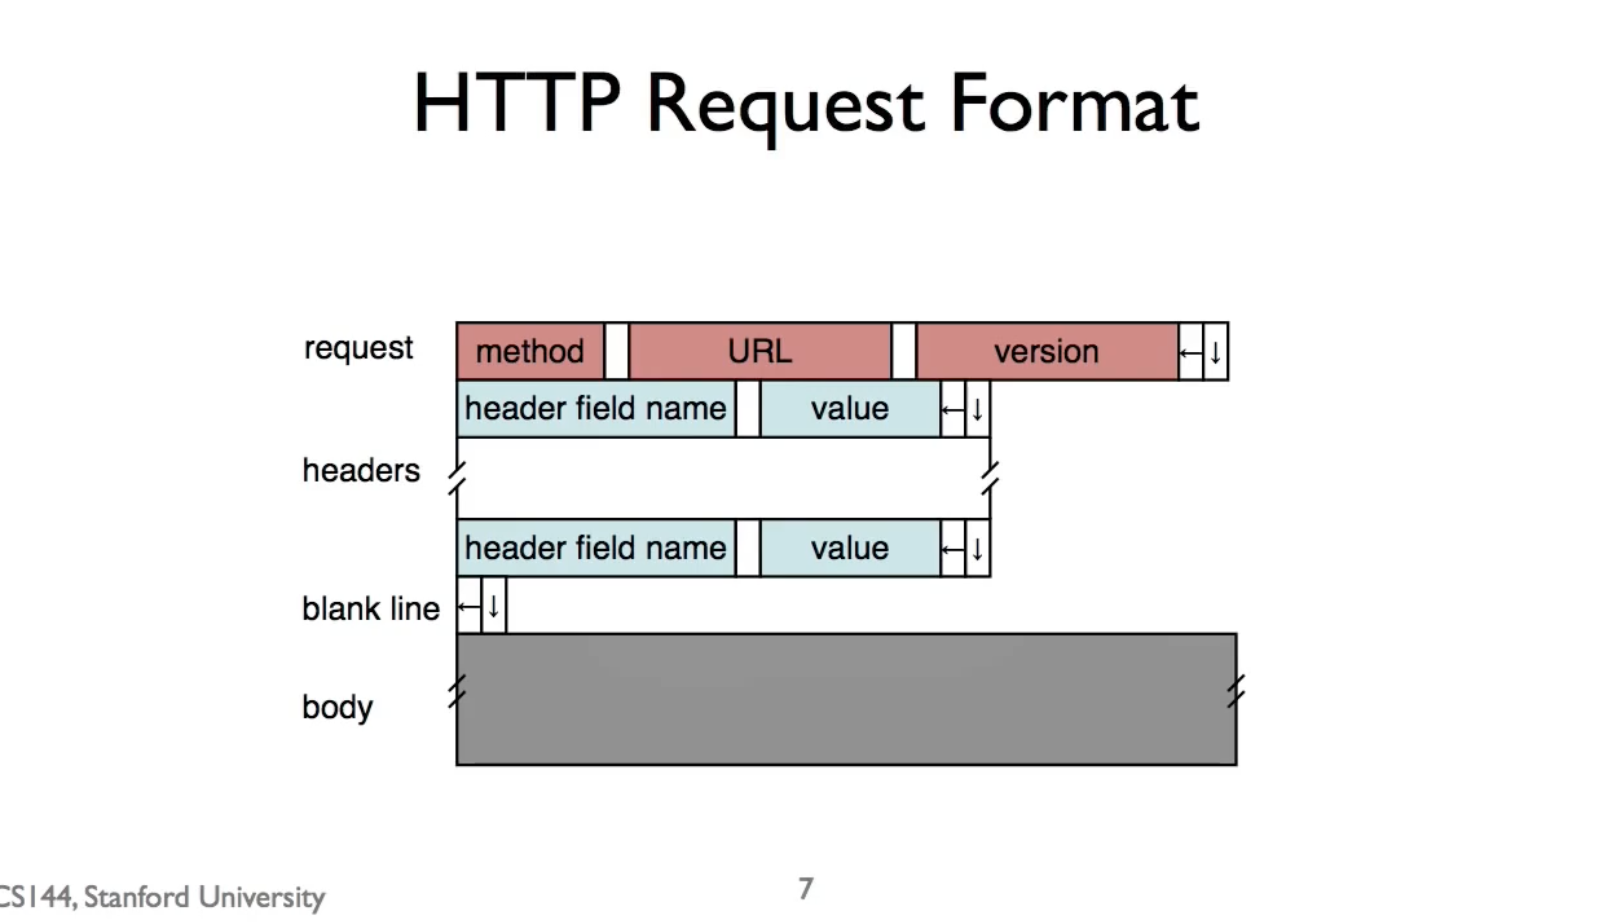 HTTP Request Format
request method URL version ← ↓
header field name value ← ↓
headers
header field name value ← ↓
blank line ← ↓
body
CS144, Stanford University 7